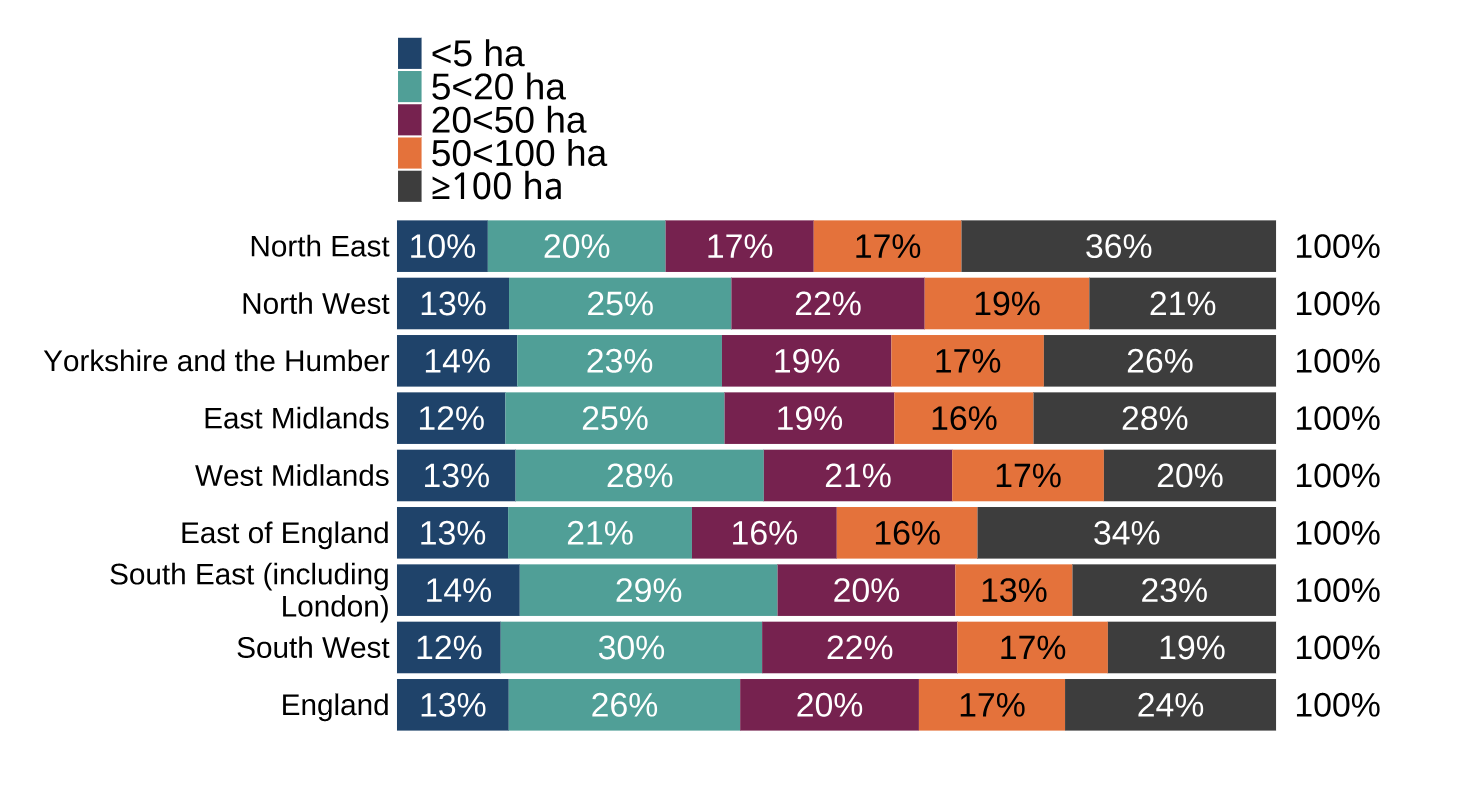 <5 ha
5<20 ha
20<50 ha
50<100 ha
≥100 ha
North East 10% 20% 17% 17% 36% 100%
North West 13% 25% 22% 19% 21% 100%
Yorkshire and the Humber 14% 23% 19% 17% 26% 100%
East Midlands 12% 25% 19% 16% 28% 100%
West Midlands 13% 28% 21% 17% 20% 100%
East of England 13% 21% 16% 16% 34% 100%
South East (including
London) 14% 29% 20% 13% 23% 100%
South West 12% 30% 22% 17% 19% 100%
England 13% 26% 20% 17% 24% 100%